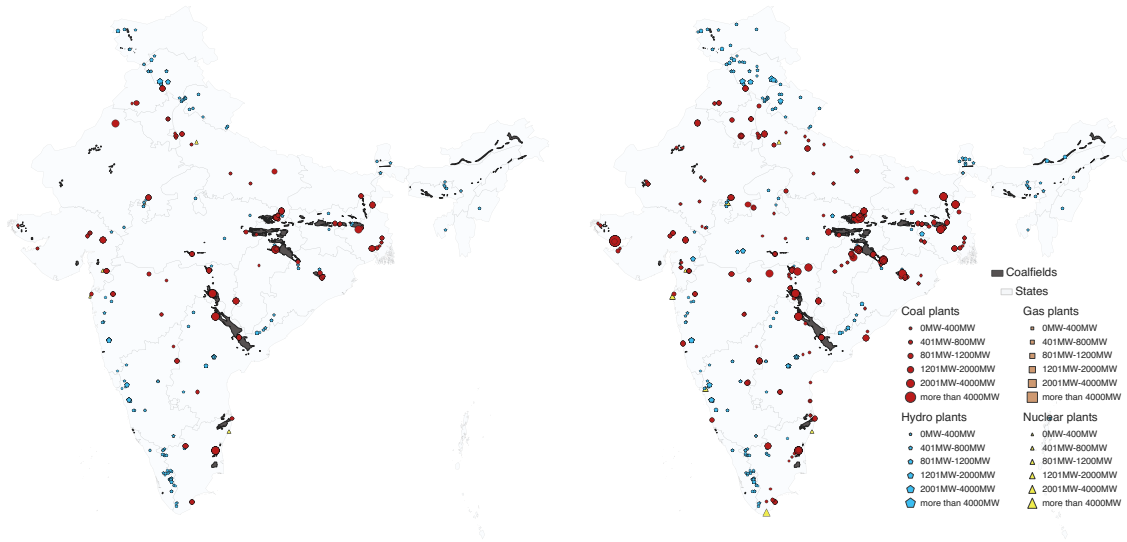 Coalfields
States
Coal plants
0MW-400MW
401MW-800MW
801MW-1200MW
1201MW-2000MW
2001MW-4000MW
more than 4000MW
Gas plants
0MW-400MW
401MW-800MW
801MW-1200MW
1201MW-2000MW
2001MW-4000MW
more than 4000MW
Hydro plants
0MW-400MW
401MW-800MW
801MW-1200MW
1201MW-2000MW
2001MW-4000MW
more than 4000MW
Nuclear plants
0MW-400MW
401MW-800MW
801MW-1200MW
1201MW-2000MW
2001MW-4000MW
more than 4000MW